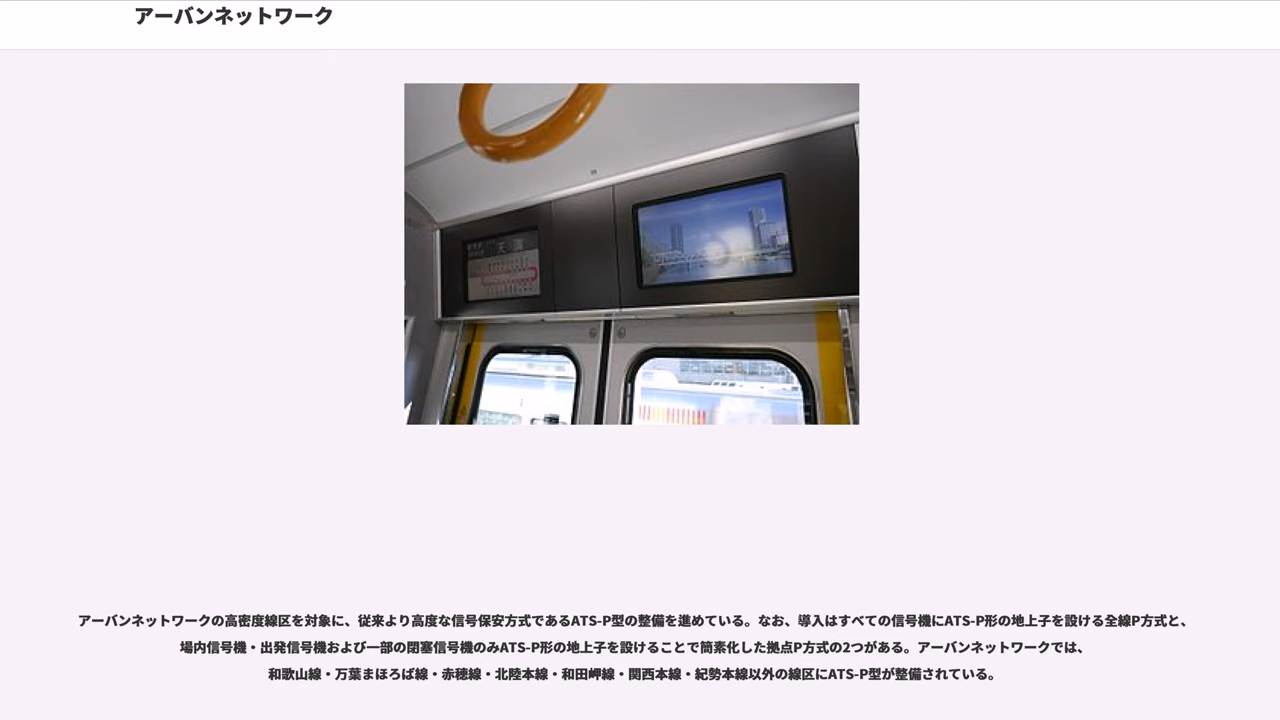 アーバンネットワーク
アーバンネットワークの高密度線区を対象に、従来より高度な信号保安方式であるATS-P型の整備を進めている。なお、導入はすべての信号機にATS-P形の地上子を設ける全線P方式と、
場内信号機・出発信号機および一部の閉塞信号機のみATS-P形の地上子を設けることで簡素化した拠点P方式の2つがある。アーバンネットワークでは、
和歌山線・万葉まほろば線・赤穂線・北陸本線・和田岬線・関西本線・紀勢本線以外の線区にATS-P型が整備されている。